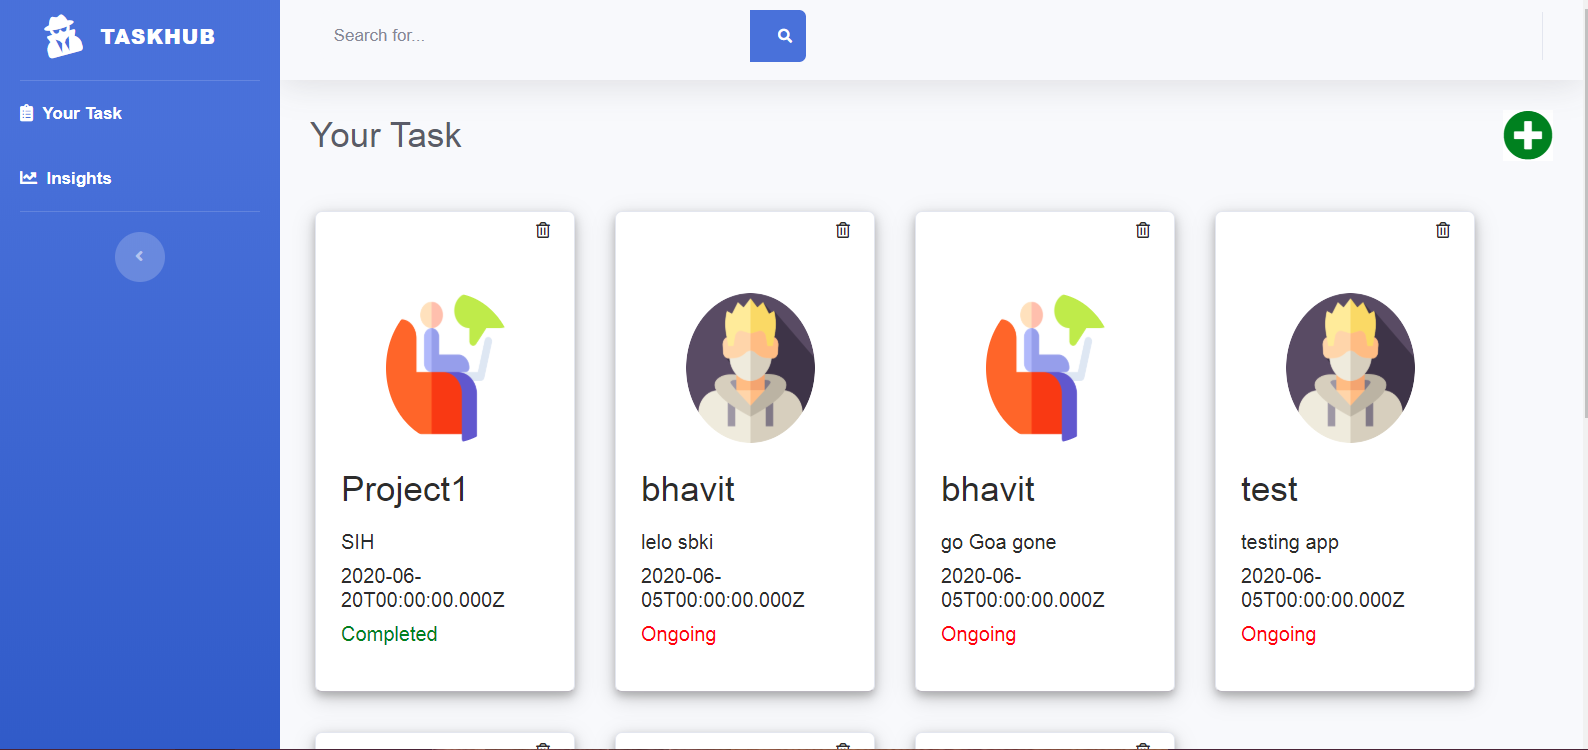 TASKHUB
Search for...
Your Task
Insights
Your Task
Project1
SIH
2020-06-
20T00:00:00.000Z
Completed
bhavit
lelo sbki
2020-06-
05T00:00:00.000Z
Ongoing
bhavit
go Goa gone
2020-06-
05T00:00:00.000Z
Ongoing
test
testing app
2020-06-
05T00:00:00.000Z
Ongoing